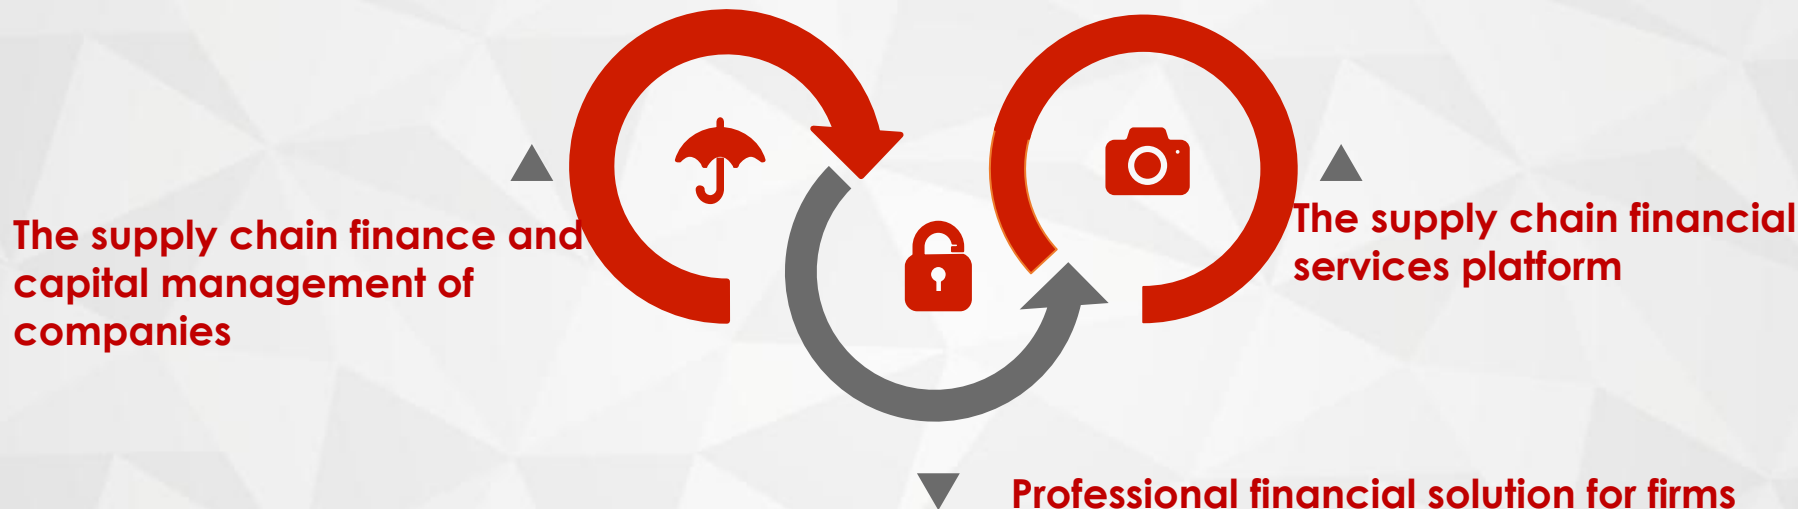 The supply chain finance and
capital management of
companies
The supply chain financial
services platform
Professional financial solution for firms